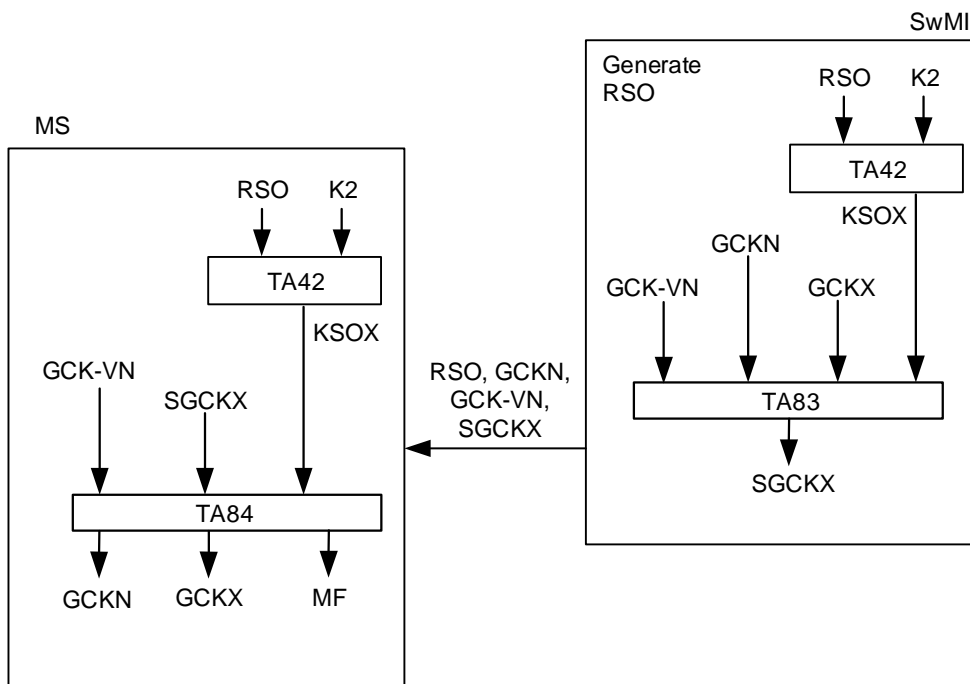 SwMI
Generate
RSO
RSO
K2
TA42
KSOX
GCKN
GCK-VN
GCKX
TA83
SGCKX
MS
RSO
K2
TA42
KSOX
GCK-VN
SGCKX
TA84
GCKN
GCKX
MF
RSO, GCKN,
GCK-VN,
SGCKX